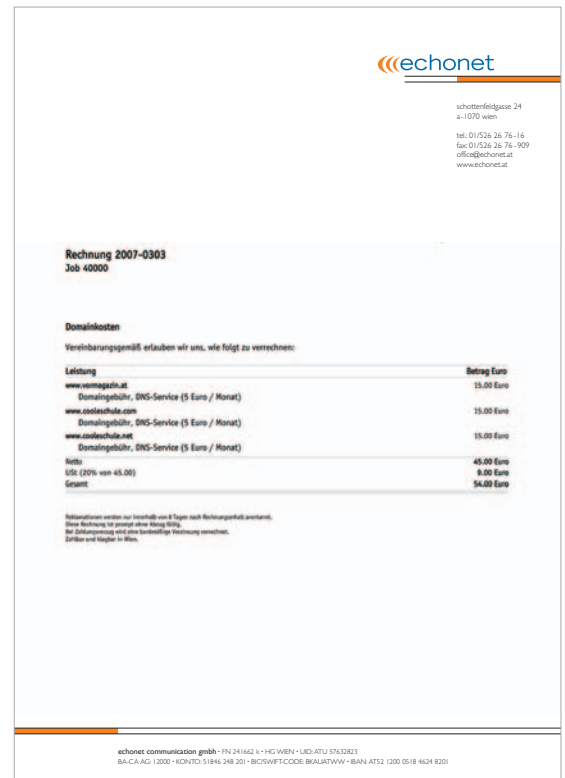 echonet
schottenfeldgasse 24
a-1070 wien
tel.: 01/526 26 76-16
fax: 01/526 26 76-909
office@echonet.at
www.echonet.at
Rechnung 2007-0303
Job 40000
Domainkosten
Vereinbarungsgemäß erlauben wir uns, wie folgt zu verrechnen:
Leistung Betrag Euro
www.vormagazin.at 15.00 Euro
Domaingebühr, DNS-Service (5 Euro / Monat)
www.cooleschule.com 15.00 Euro
Domaingebühr, DNS-Service (5 Euro / Monat)
www.cooleschule.net 15.00 Euro
Domaingebühr, DNS-Service (5 Euro / Monat)
Netto 45.00 Euro
USt (20% von 45.00) 9.00 Euro
Gesamt 54.00 Euro
Reklamationen werden nur innerhalb von 8 Tagen nach Rechnungserhalt anerkannt.
Diese Rechnung ist prompt ohne Abzug fällig.
Bei Zahlungsverzug wird eine bankmäßige Verzinsung verrechnet.
Zahlbar und klagbar in Wien.
echonet communication gmbh • FN 241662 k • HG WIEN • UID: ATU 57632823
BA-CA AG: 12000 • KONTO: 51846 248 201 • BIC/SWIFT-CODE: BKAUATWW • IBAN: AT52 1200 0518 4624 8201